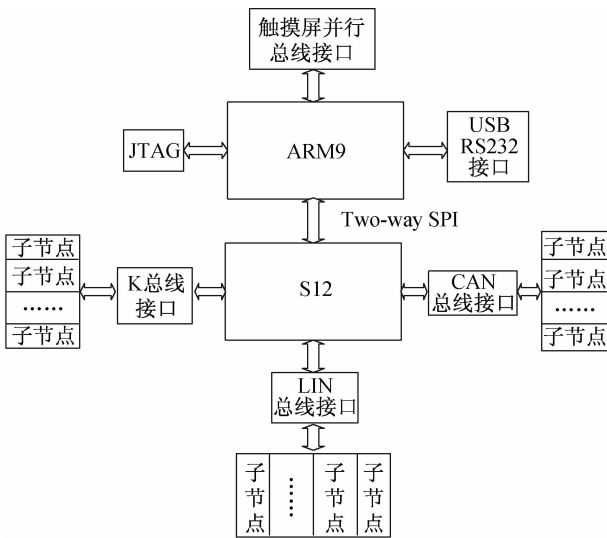 触摸屏并行
总线接口
JTAG
ARM9
USB
RS232
接口
Two-way SPI
子节点
子节点
……
子节点
K总线
接口
S12
CAN
总线接口
子节点
子节点
……
子节点
LIN
总线接口
子节点
……
子节点
子节点